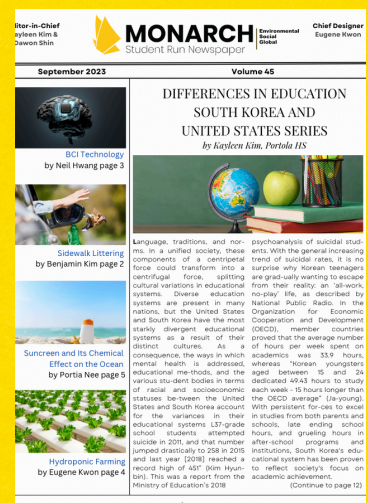 ditor-in-Chief
ayleen Kim &
Dawon Shin
MONARCH
Student Run Newspaper
Environmental
Social
Global
Chief Designer
Eugene Kwon
September 2023
Volume 45
BCI Technology
by Neil Hwang page 3
Sidewalk Littering
by Benjamin Kim page 2
Suncreen and Its Chemical
Effect on the Ocean
by Portia Nee page 5
Hydroponic Farming
by Eugene Kwon page 4
DIFFERENCES IN EDUCATION
SOUTH KOREA AND
UNITED STATES SERIES
by Kayleen Kim, Portola HS
Language, traditions, and nor-
ms. In a unified society, these
components of a centripetal
force could transform into a
centrifugal force, splitting
cultural variations in educational
systems. Diverse education
systems are present in many
nations, but the United States
and South Korea have the most
starkly divergent educational
systems as a result of their
distinct cultures. As a
consequence, the ways in which
mental health is addressed,
educational me-thods, and the
various stu-dent bodies in terms
of racial and socioeconomic
statuses be-tween the United
States and South Korea account
for the variances in their
educational systems L37-grade
school students attempted
suicide in 2011, and that number
jumped drastically to 258 in 2015
and last year [2018] reached a
record high of 451" (Kim Hyun-
bin). This was a report from the
Ministry of Education's 2018
psychoanalysis of suicidal stud-
ents. With the general increasing
trend of suicidal rates, it is no
surprise why Korean teenagers
are grad-ually wanting to escape
from their reality: an 'all-work,
no-play' life, as described by
National Public Radio. In the
Organization for Economic
Cooperation and Development
(OECD), member countries
proved that the average number
of hours per week spent on
academics was 33.9 hours,
whereas "Korean youngsters
aged between 15 and 24
dedicated 49.43 hours to study
each week – 15 hours longer than
the OECD average" (Ja-young).
With persistent for-ces to excel
in studies from both parents and
schools, late ending school
hours, and grueling hours in
after-school programs and
institutions, South Korea's edu-
cational system has been proven
to reflect society's focus on
academic achievement.
(Continue to page 12)